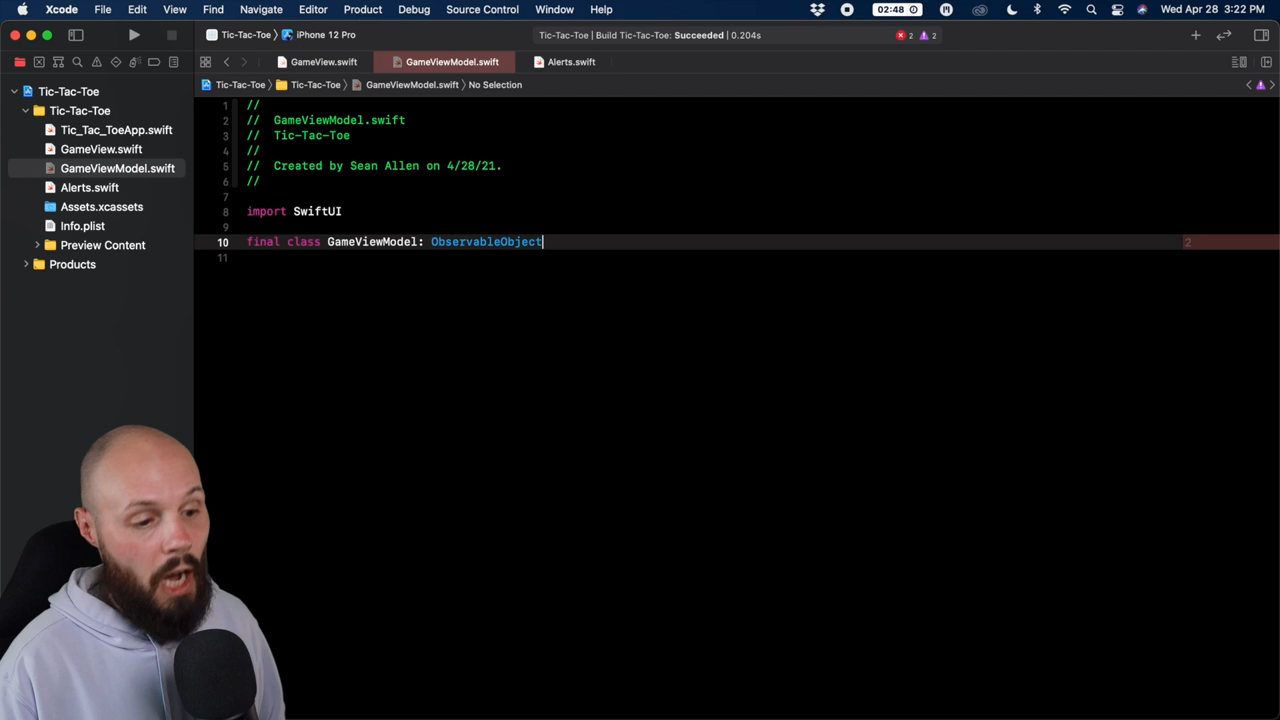 Xcode File Edit View Find Navigate Editor Product Debug Source Control Window Help 02:48 Wed Apr 28 3:22 PM
Tic-Tac-Toe iPhone 12 Pro Tic-Tac-Toe | Build Tic-Tac-Toe: Succeeded | 0.204s 2 2
GameView.swift GameViewModel.swift Alerts.swift
Tic-Tac-Toe Tic-Tac-Toe GameViewModel.swift No Selection
Tic-Tac-Toe
Tic-Tac-Toe
Tic_Tac_ToeApp.swift
GameView.swift
GameViewModel.swift
Alerts.swift
Assets.xcassets
Info.plist
Preview Content
Products
1 //
2 // GameViewModel.swift
3 // Tic-Tac-Toe
4 //
5 // Created by Sean Allen on 4/28/21.
6 //
7
8 import SwiftUI
9
10 final class GameViewModel: ObservableObject 2
11